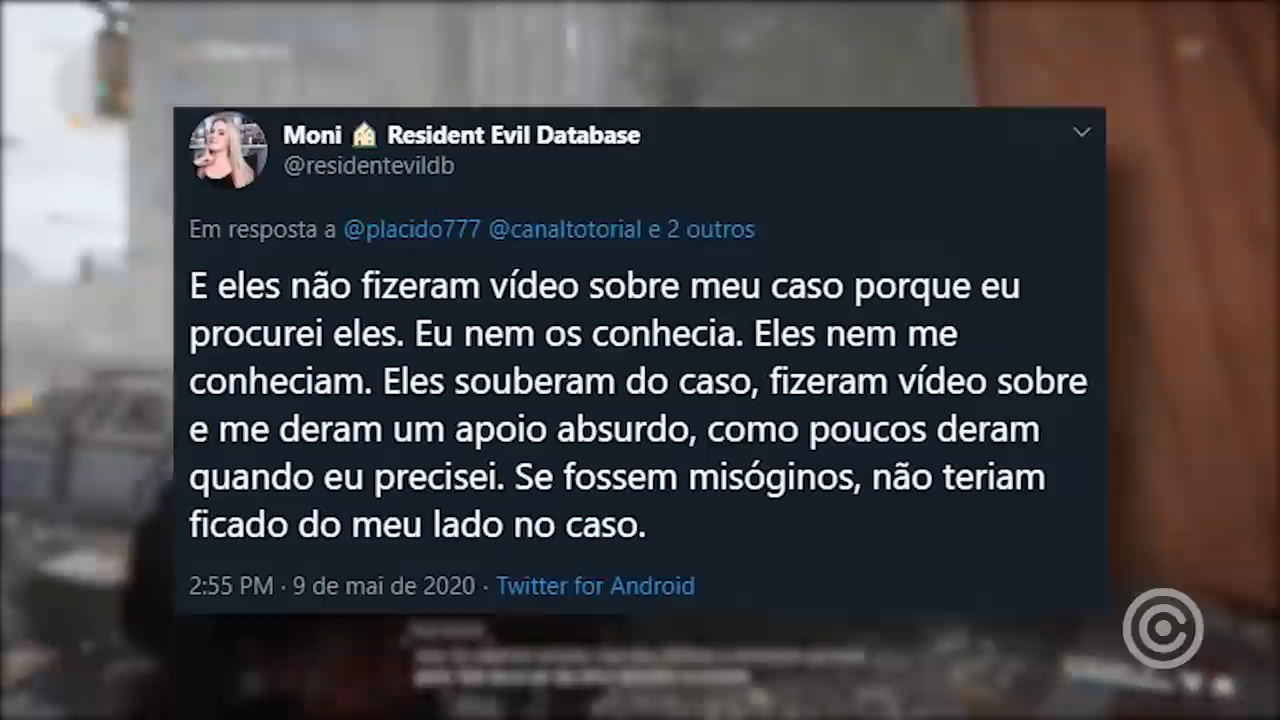 Moni 🏠 Resident Evil Database
@residentevildb
Em resposta a @placido777 @canaltotorial e 2 outros
E eles não fizeram vídeo sobre meu caso porque eu
procurei eles. Eu nem os conhecia. Eles nem me
conheciam. Eles souberam do caso, fizeram vídeo sobre
e me deram um apoio absurdo, como poucos deram
quando eu precisei. Se fossem misóginos, não teriam
ficado do meu lado no caso.
2:55 PM · 9 de mai de 2020 · Twitter for Android